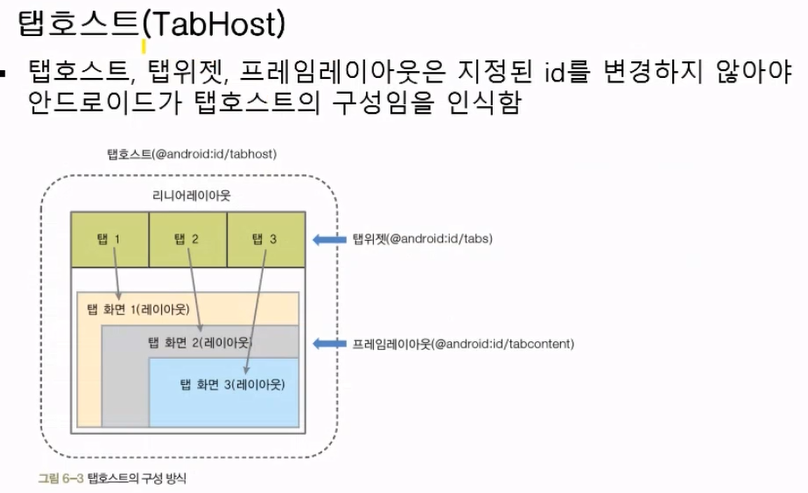 탭호스트(TabHost)
▪ 탭호스트, 탭위젯, 프레임레이아웃은 지정된 id를 변경하지 않아야
안드로이드가 탭호스트의 구성임을 인식함
탭호스트(@android:id/tabhost)
리니어레이아웃
탭 1
탭 2
탭 3
탭위젯(@android:id/tabs)
탭 화면 1(레이아웃)
탭 화면 2(레이아웃)
프레임레이아웃(@android:id/tabcontent)
탭 화면 3(레이아웃)
그림 6-3 탭호스트의 구성 방식